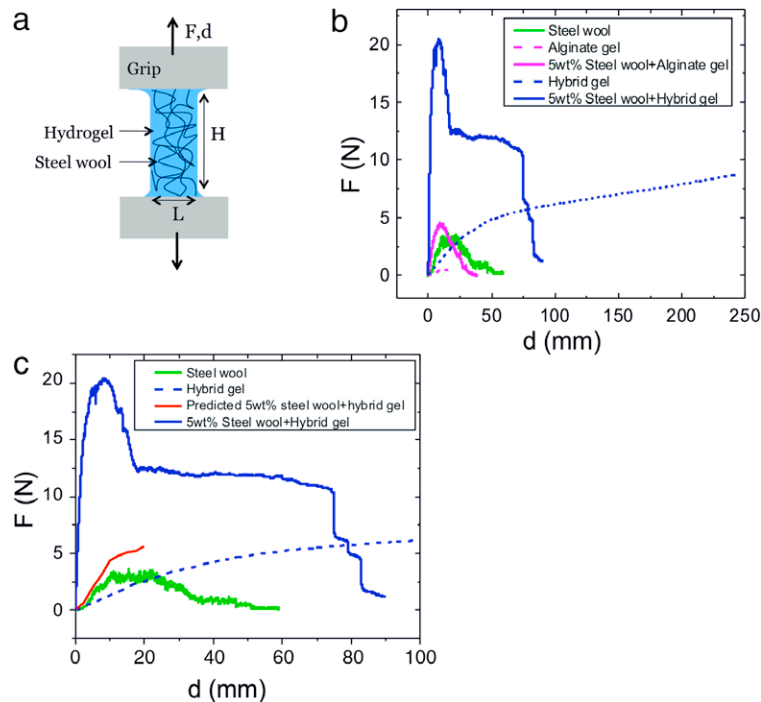 a
F,d
Grip
Hydrogel
H
Steel wool
L
b
Steel wool
Alginate gel
5wt% Steel wool+Alginate gel
Hybrid gel
5wt% Steel wool+Hybrid gel
20
15
10
5
0
F (N)
0 50 100 150 200 250
d (mm)
c
Steel wool
Hybrid gel
Predicted 5wt% steel wool+hybrid gel
5wt% Steel wool+Hybrid gel
20
15
10
5
0
F (N)
0 20 40 60 80 100
d (mm)